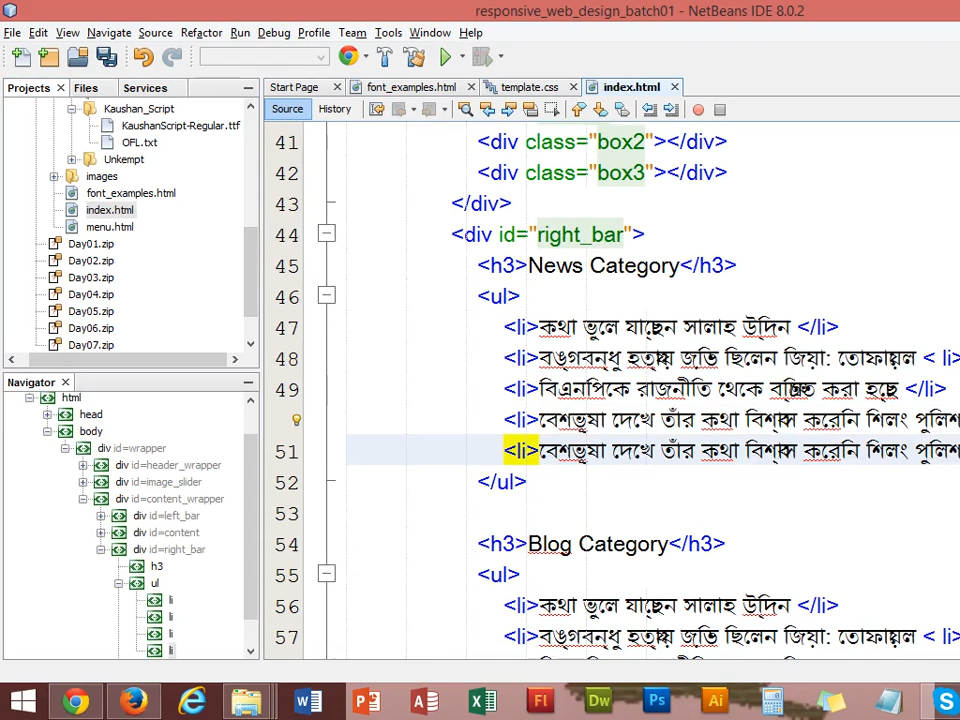 responsive_web_design_batch01 - NetBeans IDE 8.0.2
File Edit View Navigate Source Refactor Run Debug Profile Team Tools Window Help
Projects Files Services
Start Page font_examples.html template.css index.html
Source History
Kaushan_Script
KaushanScript-Regular.ttf
OFL.txt
Unkempt
images
font_examples.html
index.html
menu.html
Day01.zip
Day02.zip
Day03.zip
Day04.zip
Day05.zip
Day06.zip
Day07.zip
Navigator
html
head
body
div id=wrapper
div id=header_wrapper
div id=image_slider
div id=content_wrapper
div id=left_bar
div id=content
div id=right_bar
h3
ul
li
li
li
li
41 <div class="box2"></div>
42 <div class="box3"></div>
43 </div>
44 <div id="right_bar">
45 <h3>News Category</h3>
46 <ul>
47 <li>কথা ভুলে যাচ্ছেন সালাহ উদ্দিন </li>
48 <li>বঙ্গবন্ধু হত্যায় জড়িত ছিলেন জিয়া: তোফায়েল < li>
49 <li>বিএনপিকে রাজনীতি থেকে বঞ্চিত করা হচ্ছে </li>
<li>বেশভূষা দেখে তাঁর কথা বিশ্বাস করেনি শিলং পুলিশ
51 <li>বেশভূষা দেখে তাঁর কথা বিশ্বাস করেনি শিলং পুলিশ
52 </ul>
53
54 <h3>Blog Category</h3>
55 <ul>
56 <li>কথা ভুলে যাচ্ছেন সালাহ উদ্দিন </li>
57 <li>বঙ্গবন্ধু হত্যায় জড়িত ছিলেন জিয়া: তোফায়েল < li>